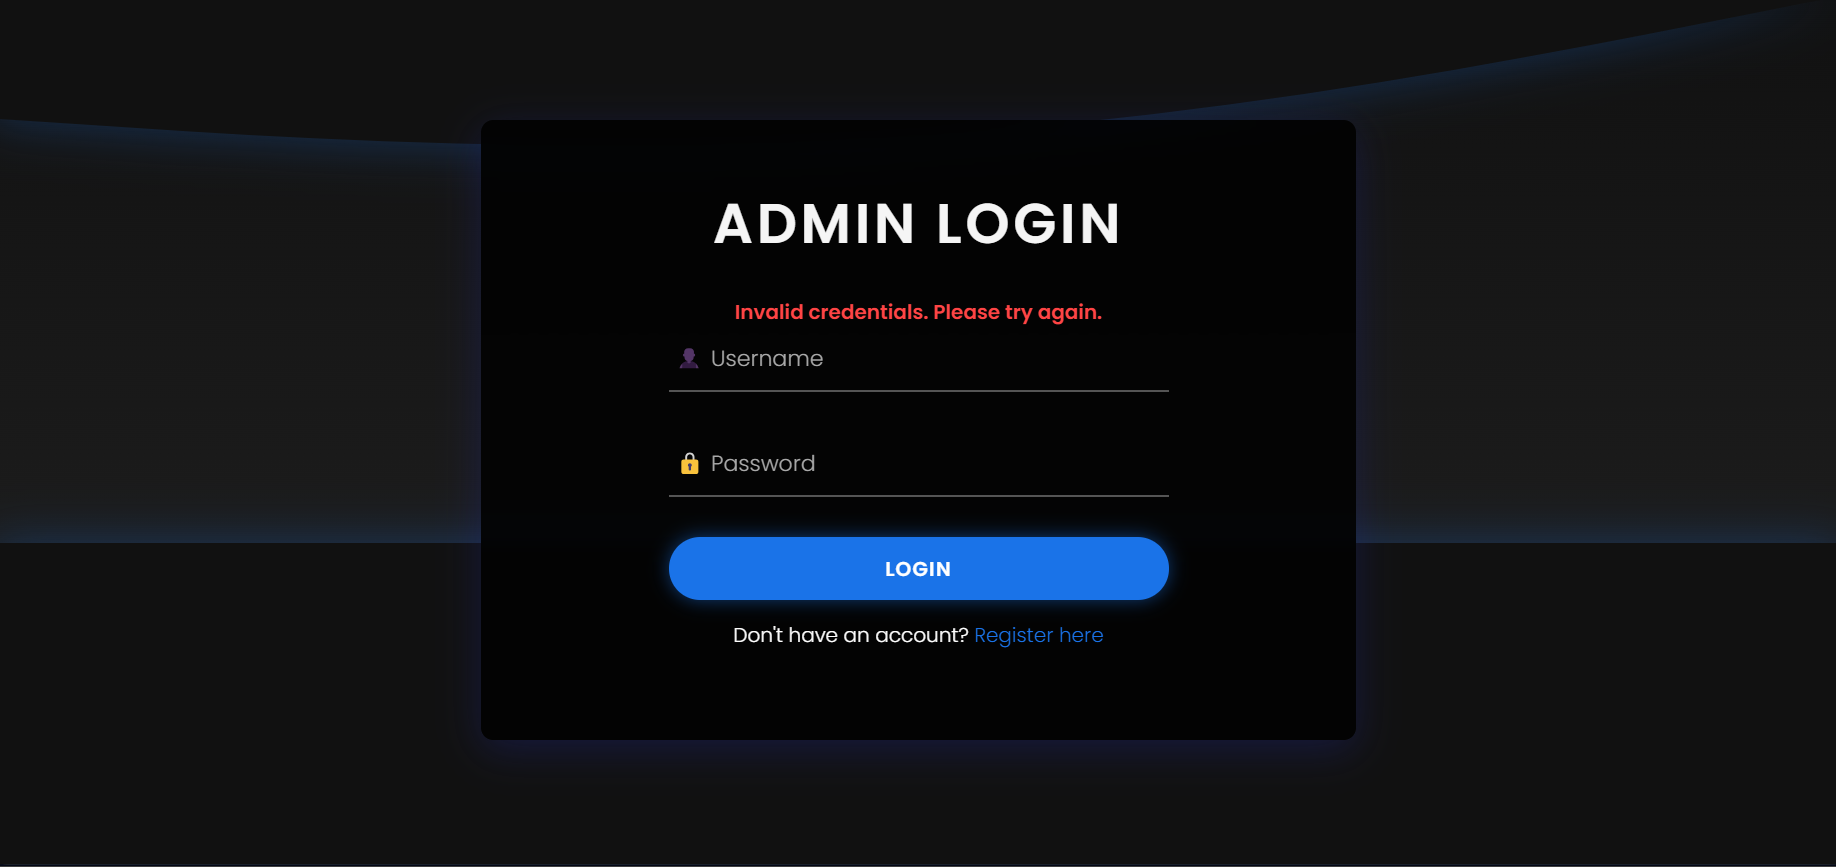 ADMIN LOGIN
Invalid credentials. Please try again.
Username
Password
LOGIN
Don't have an account? Register here